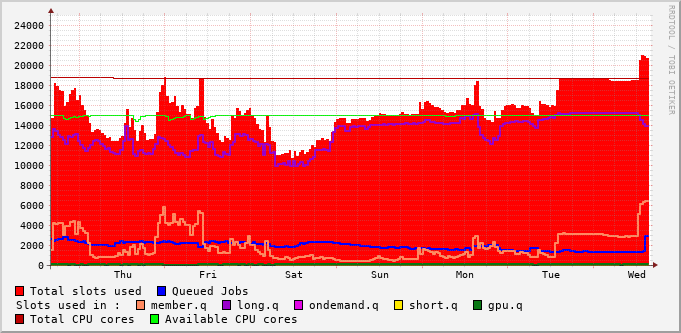 24000
22000
20000
18000
16000
14000
12000
10000
8000
6000
4000
2000
0
Thu Fri Sat Sun Mon Tue Wed
RRDTOOL / TOBI OETIKER
Total slots used Queued Jobs
Slots used in : member.q long.q ondemand.q short.q gpu.q
Total CPU cores Available CPU cores